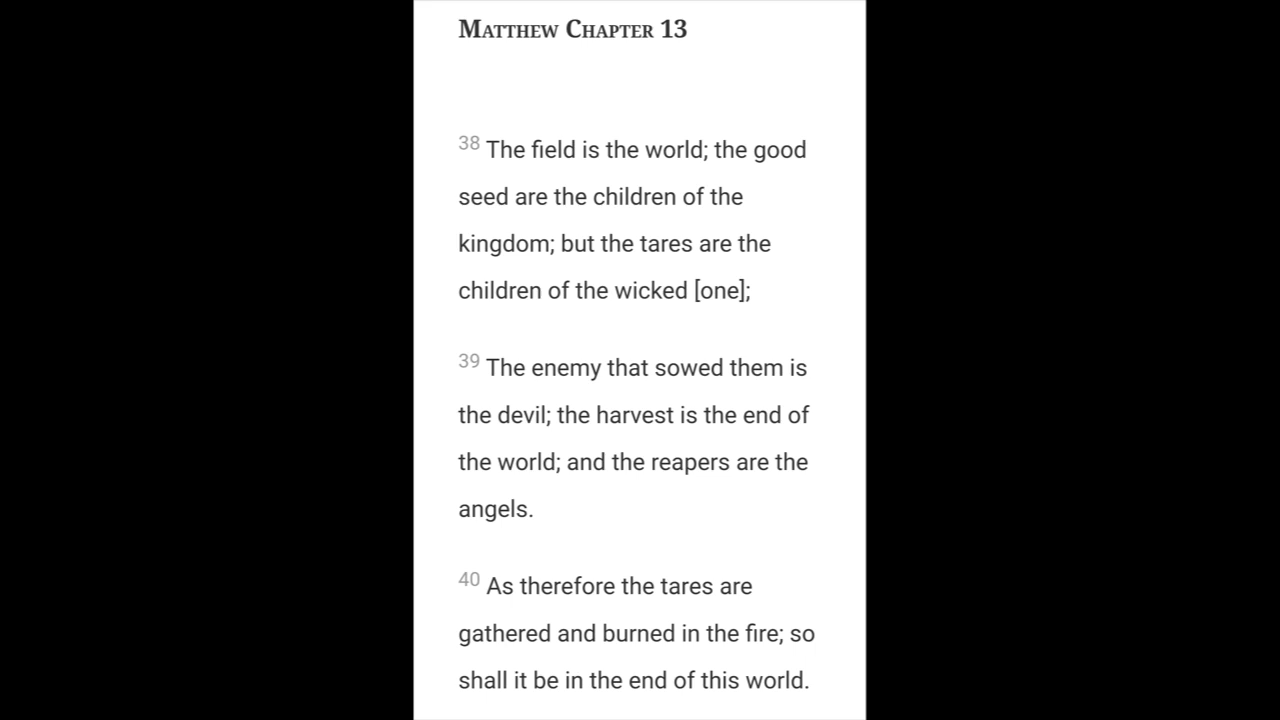 Matthew Chapter 13
38 The field is the world; the good
seed are the children of the
kingdom; but the tares are the
children of the wicked [one];
39 The enemy that sowed them is
the devil; the harvest is the end of
the world; and the reapers are the
angels.
40 As therefore the tares are
gathered and burned in the fire; so
shall it be in the end of this world.